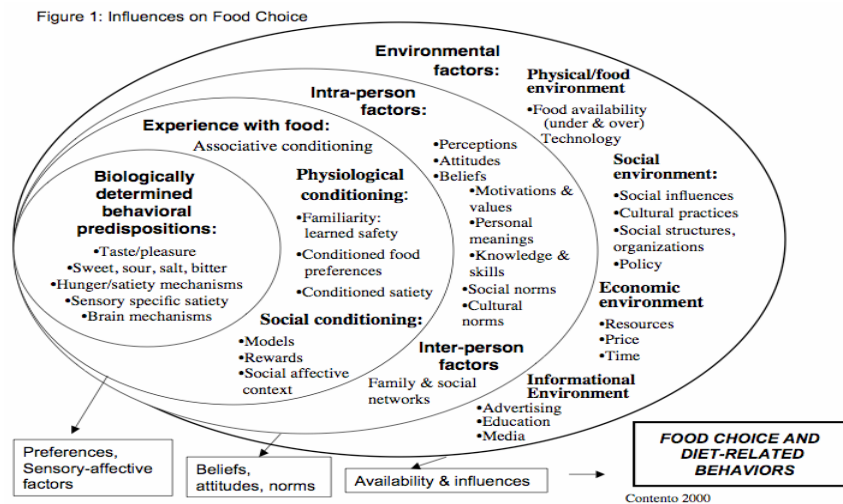 Figure 1: Influences on Food Choice
Environmental
factors:
Intra-person
factors:
Experience with food:
Associative conditioning
Biologically
determined
behavioral
predispositions:
•Taste/pleasure
•Sweet, sour, salt, bitter
•Hunger/satiety mechanisms
•Sensory specific satiety
•Brain mechanisms
Physiological
conditioning:
•Familiarity:
learned safety
•Conditioned food
preferences
•Conditioned satiety
Social conditioning:
•Models
•Rewards
•Social affective
context
•Perceptions
•Attitudes
•Beliefs
•Motivations &
values
•Personal
meanings
•Knowledge &
skills
•Social norms
•Cultural
norms
Inter-person
factors
Family & social
networks
Physical/food
environment
•Food availability
(under & over)
Technology
Social
environment:
•Social influences
•Cultural practices
•Social structures,
organizations
•Policy
Economic
environment
•Resources
•Price
•Time
Informational
Environment
•Advertising
•Education
•Media
Preferences,
Sensory-affective
factors
Beliefs,
attitudes, norms
Availability & influences
FOOD CHOICE AND
DIET-RELATED
BEHAVIORS
Contento 2000